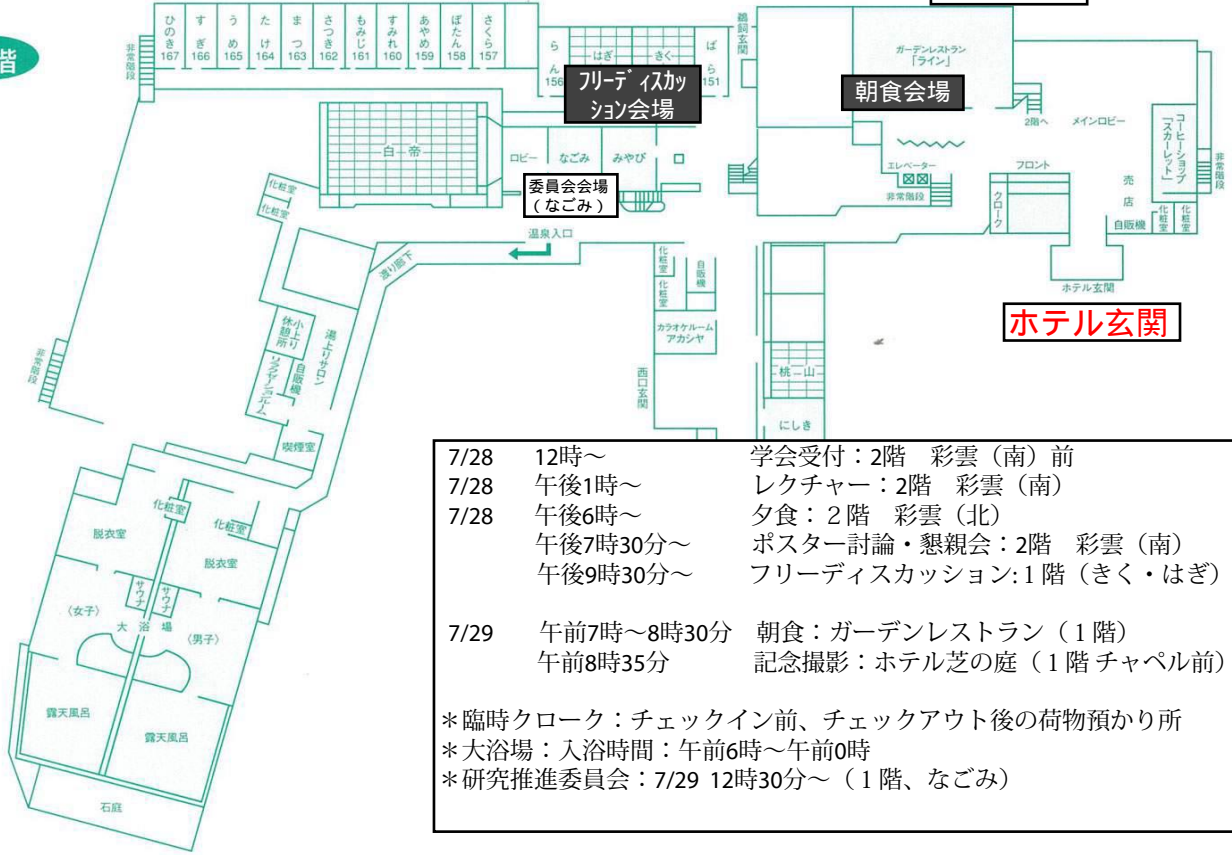 階
非常階段
ひのき 167
すぎ 166
うめ 165
たけ 164
まつ 163
さつき 162
もみじ 161
すみれ 160
あやめ 159
ぼたん 158
さくら 157
らん 156
はぎ
きく
ばら 151
鵜飼玄関
フリーディスカッ
ション会場
ガーデンレストラン
「ライン」
朝食会場
2階へ
メインロビー
コーヒーショップ
「スカーレット」
非常階段
白帝
ロビー
なごみ
みやび
委員会会場
（なごみ）
エレベーター
非常階段
フロント
クローク
売店
自販機
化粧室
化粧室
ホテル玄関
ホテル玄関
化粧室
化粧室
温泉入口
渡り廊下
化粧室
化粧室
自販機
カラオケルーム
アカシヤ
西口玄関
桃山
にしき
非常階段
小上り
休憩所
湯上りサロン
自販機
リラクゼーションルーム
喫煙室
化粧室
化粧室
脱衣室
脱衣室
サウナ
サウナ
〈女子〉
大浴場
〈男子〉
露天風呂
露天風呂
石庭
7/28 12時～ 学会受付：2階 彩雲（南）前
7/28 午後1時～ レクチャー：2階 彩雲（南）
7/28 午後6時～ 夕食：２階 彩雲（北）
午後7時30分～ ポスター討論・懇親会：2階 彩雲（南）
午後9時30分～ フリーディスカッション:１階（きく・はぎ）
7/29 午前7時～8時30分 朝食：ガーデンレストラン（１階）
午前8時35分 記念撮影：ホテル芝の庭（１階 チャペル前）
＊臨時クローク：チェックイン前、チェックアウト後の荷物預かり所
＊大浴場：入浴時間：午前6時～午前0時
＊研究推進委員会：7/29 12時30分～（１階、なごみ）